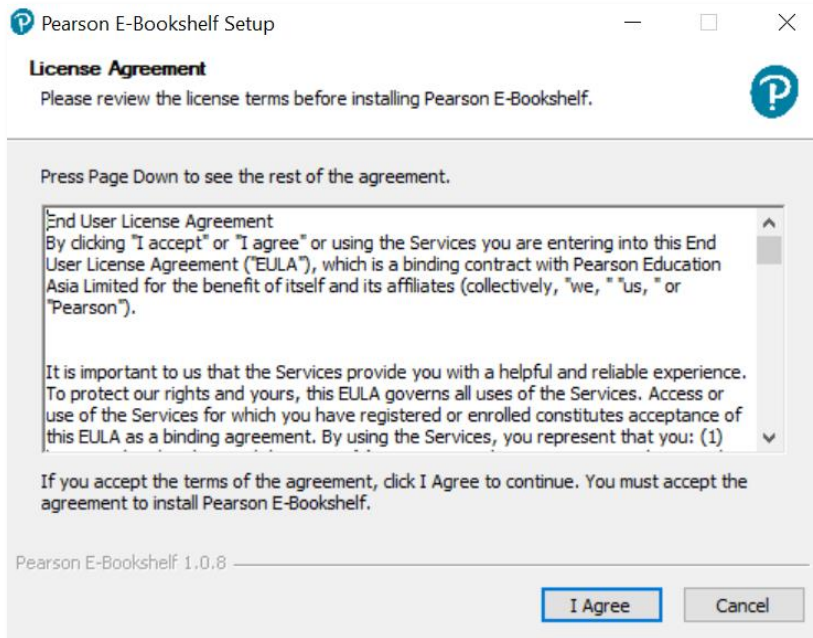 Pearson E-Bookshelf Setup
License Agreement
Please review the license terms before installing Pearson E-Bookshelf.
Press Page Down to see the rest of the agreement.
End User License Agreement
By clicking "I accept" or "I agree" or using the Services you are entering into this End
User License Agreement ("EULA"), which is a binding contract with Pearson Education
Asia Limited for the benefit of itself and its affiliates (collectively, "we, " "us, " or
"Pearson").
It is important to us that the Services provide you with a helpful and reliable experience.
To protect our rights and yours, this EULA governs all uses of the Services. Access or
use of the Services for which you have registered or enrolled constitutes acceptance of
this EULA as a binding agreement. By using the Services, you represent that you: (1)
If you accept the terms of the agreement, click I Agree to continue. You must accept the
agreement to install Pearson E-Bookshelf.
Pearson E-Bookshelf 1.0.8
I Agree
Cancel